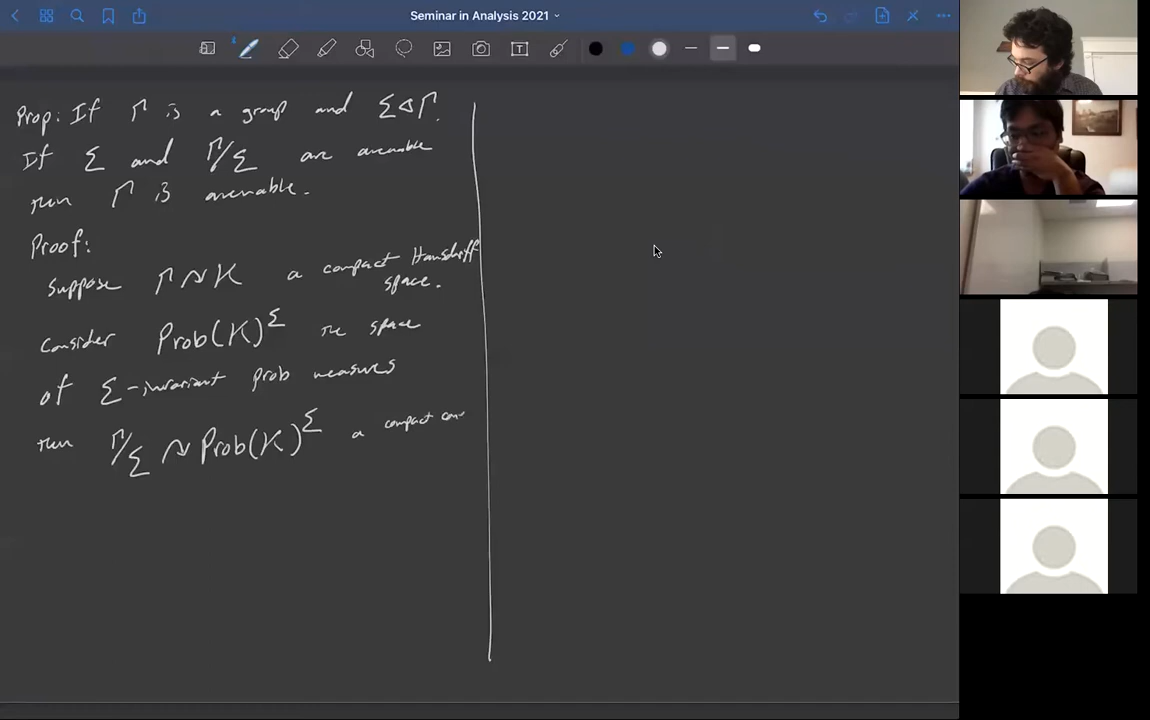 Seminar in Analysis 2021
Prop: If Γ is a group and Σ◁Γ.
If Σ and Γ/Σ are amenable
then Γ is amenable.
Proof:
Suppose Γ↷K a compact Hausdorff
space.
Consider Prob(K)^Σ the space
of Σ-invariant prob measures
then Γ/Σ ↷ Prob(K)^Σ a compact con